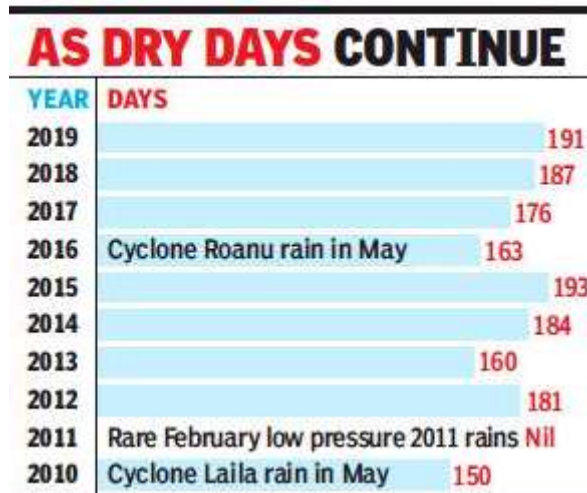 AS DRY DAYS CONTINUE
YEAR DAYS
2019 191
2018 187
2017 176
2016 Cyclone Roanu rain in May 163
2015 193
2014 184
2013 160
2012 181
2011 Rare February low pressure 2011 rains Nil
2010 Cyclone Laila rain in May 150